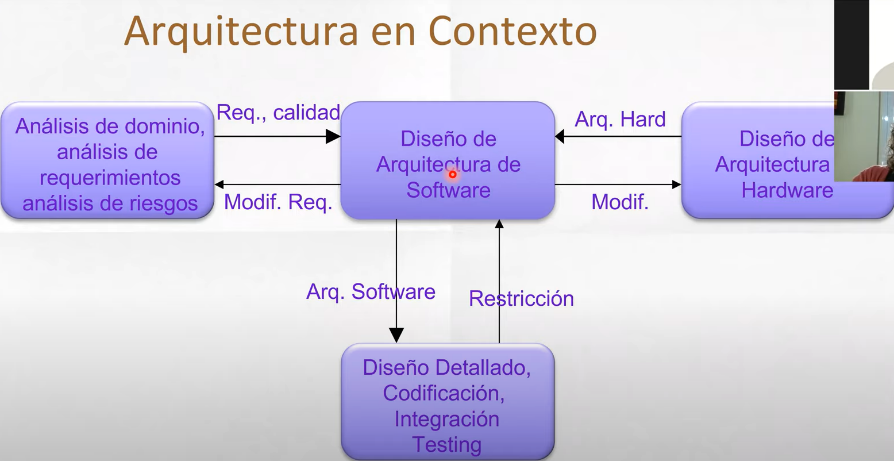 Arquitectura en Contexto
Análisis de dominio,
análisis de
requerimientos
análisis de riesgos
Req., calidad
Modif. Req.
Diseño de
Arquitectura de
Software
Arq. Hard
Modif.
Diseño de
Arquitectura
Hardware
Arq. Software
Restricción
Diseño Detallado,
Codificación,
Integración
Testing